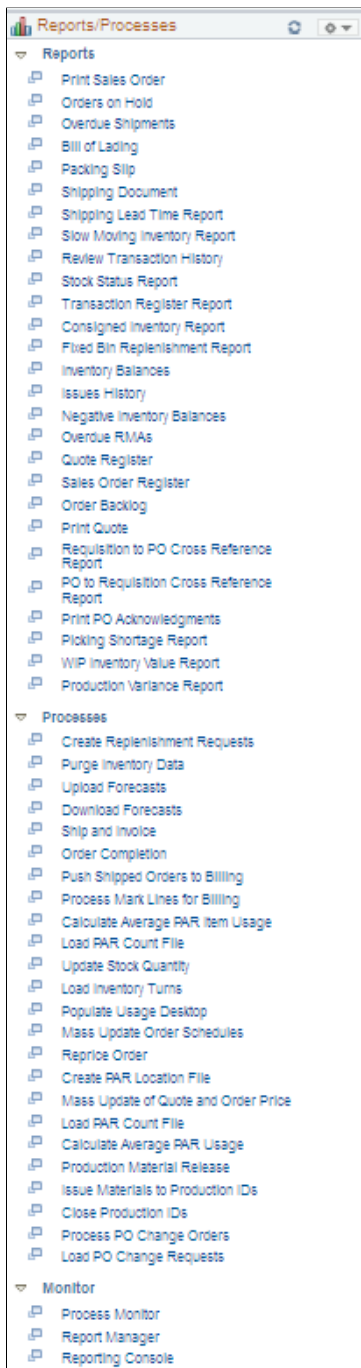 Reports/Processes
Reports
Print Sales Order
Orders on Hold
Overdue Shipments
Bill of Lading
Packing Slip
Shipping Document
Shipping Lead Time Report
Slow Moving Inventory Report
Review Transaction History
Stock Status Report
Transaction Register Report
Consigned Inventory Report
Fixed Bin Replenishment Report
Inventory Balances
Issues History
Negative Inventory Balances
Overdue RMAs
Quote Register
Sales Order Register
Order Backlog
Print Quote
Requisition to PO Cross Reference
Report
PO to Requisition Cross Reference
Report
Print PO Acknowledgments
Picking Shortage Report
WIP Inventory Value Report
Production Variance Report
Processes
Create Replenishment Requests
Purge Inventory Data
Upload Forecasts
Download Forecasts
Ship and Invoice
Order Completion
Push Shipped Orders to Billing
Process Mark Lines for Billing
Calculate Average PAR Item Usage
Load PAR Count File
Update Stock Quantity
Load Inventory Turns
Populate Usage Desktop
Mass Update Order Schedules
Reprice Order
Create PAR Location File
Mass Update of Quote and Order Price
Load PAR Count File
Calculate Average PAR Usage
Production Material Release
Issue Materials to Production IDs
Close Production IDs
Process PO Change Orders
Load PO Change Requests
Monitor
Process Monitor
Report Manager
Reporting Console